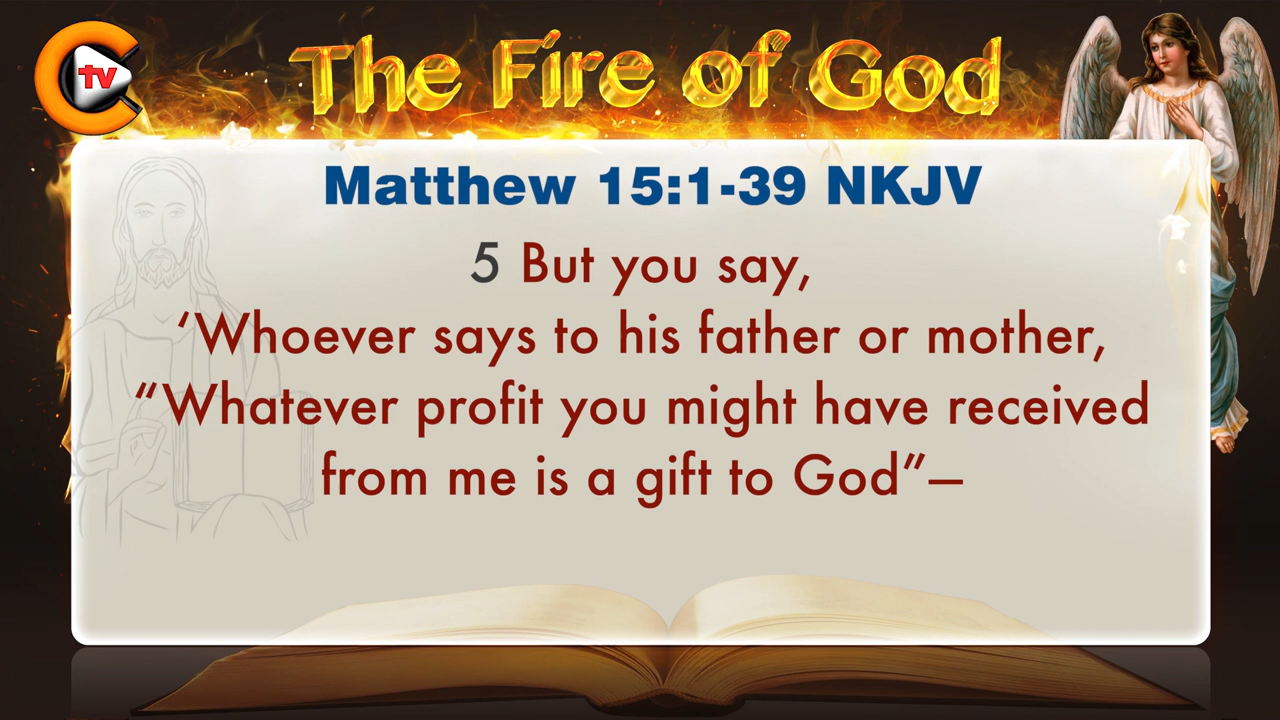 tv
The Fire of God
Matthew 15:1-39 NKJV
5 But you say,
‘Whoever says to his father or mother,
“Whatever profit you might have received
from me is a gift to God”—